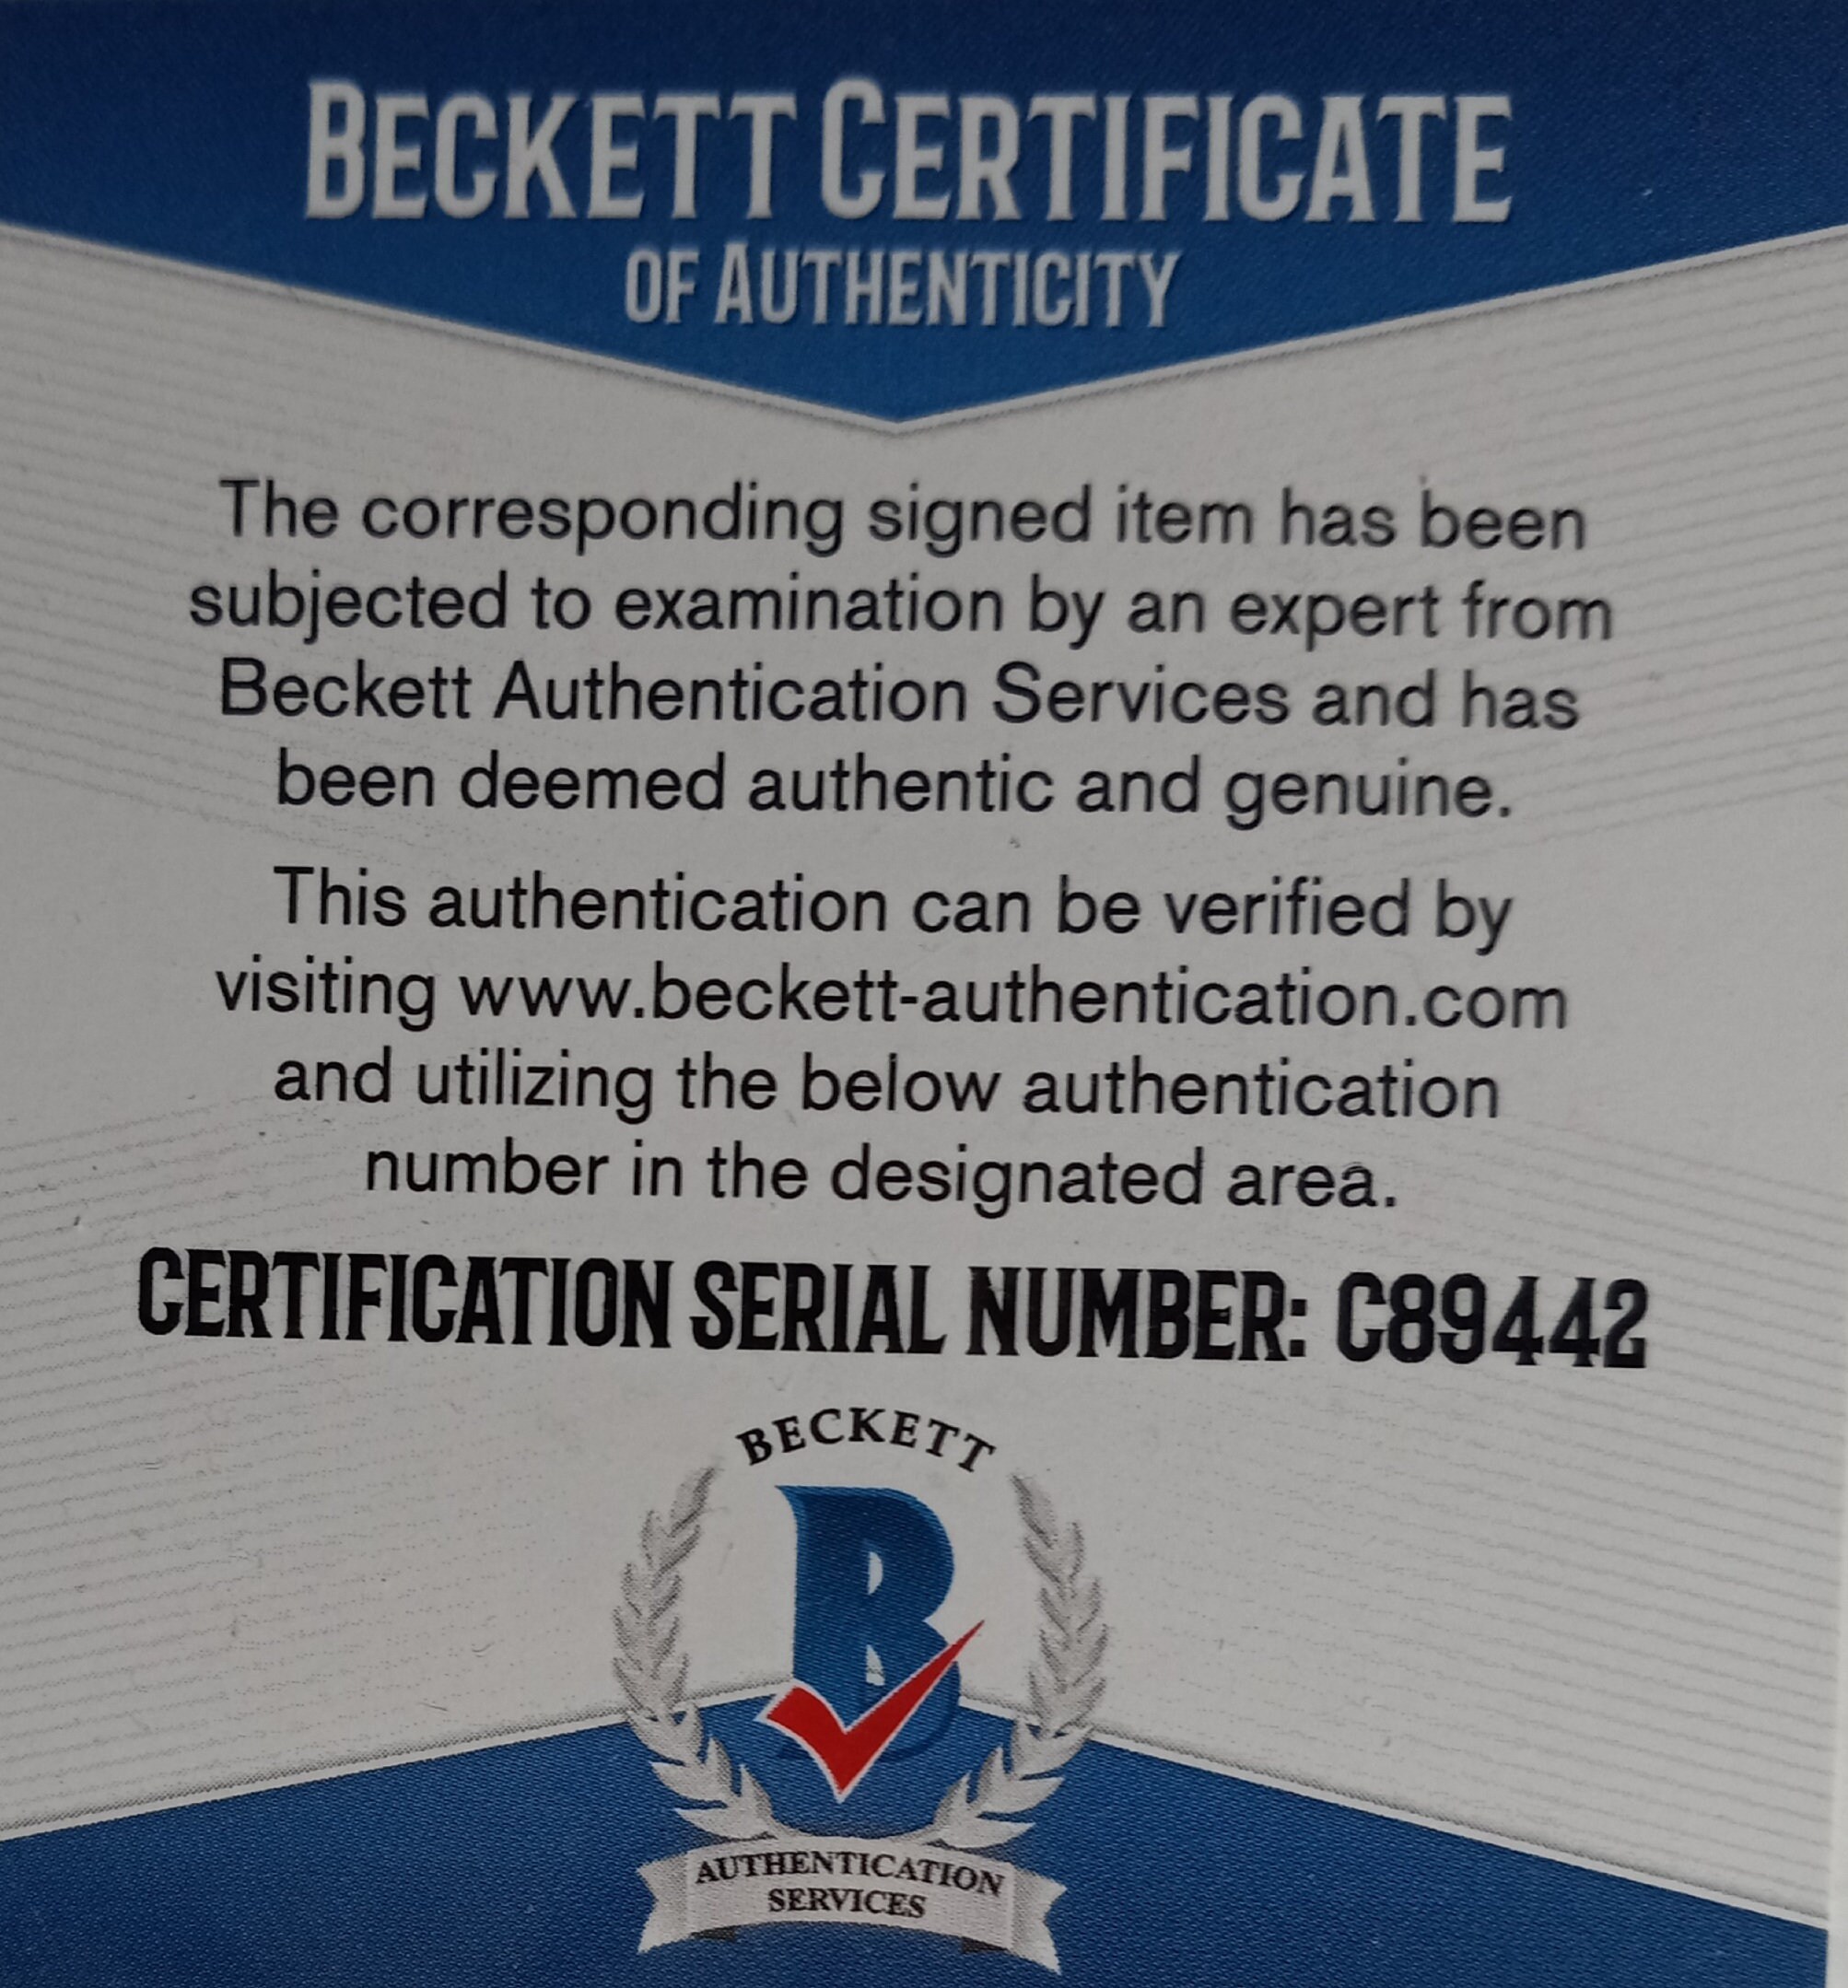 BECKETT CERTIFICATE
OF AUTHENTICITY
The corresponding signed item has been
subjected to examination by an expert from
Beckett Authentication Services and has
been deemed authentic and genuine.
This authentication can be verified by
visiting www.beckett-authentication.com
and utilizing the below authentication
number in the designated area.
CERTIFICATION SERIAL NUMBER: C89442
BECKETT
B
AUTHENTICATION
SERVICES